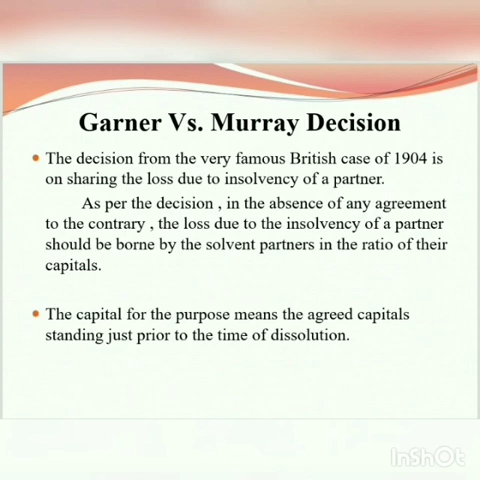 Garner Vs. Murray Decision
• The decision from the very famous British case of 1904 is
on sharing the loss due to insolvency of a partner.
As per the decision , in the absence of any agreement
to the contrary , the loss due to the insolvency of a partner
should be borne by the solvent partners in the ratio of their
capitals.
• The capital for the purpose means the agreed capitals
standing just prior to the time of dissolution.
InShOt